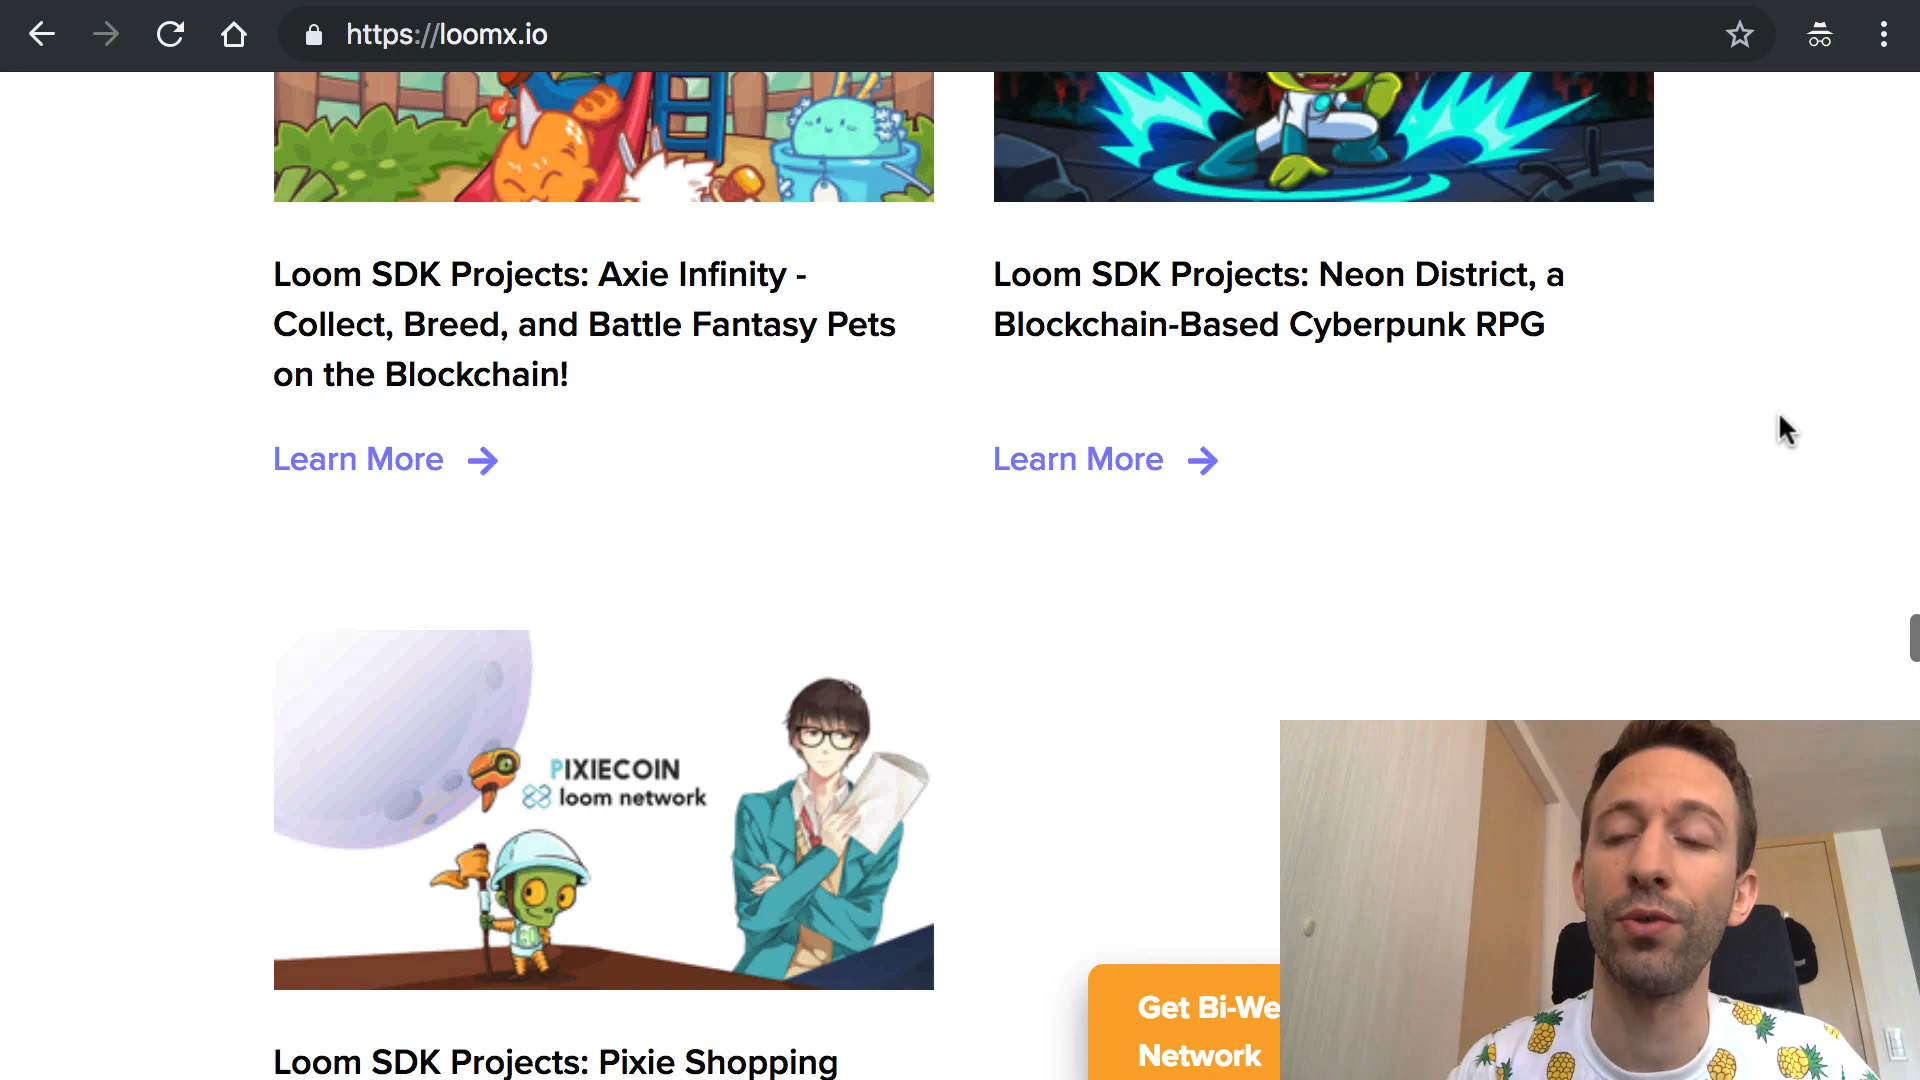 https://loomx.io
Loom SDK Projects: Axie Infinity -
Collect, Breed, and Battle Fantasy Pets
on the Blockchain!
Learn More
Loom SDK Projects: Neon District, a
Blockchain-Based Cyberpunk RPG
Learn More
PIXIECOIN
loom network
Loom SDK Projects: Pixie Shopping
Get Bi-We
Network